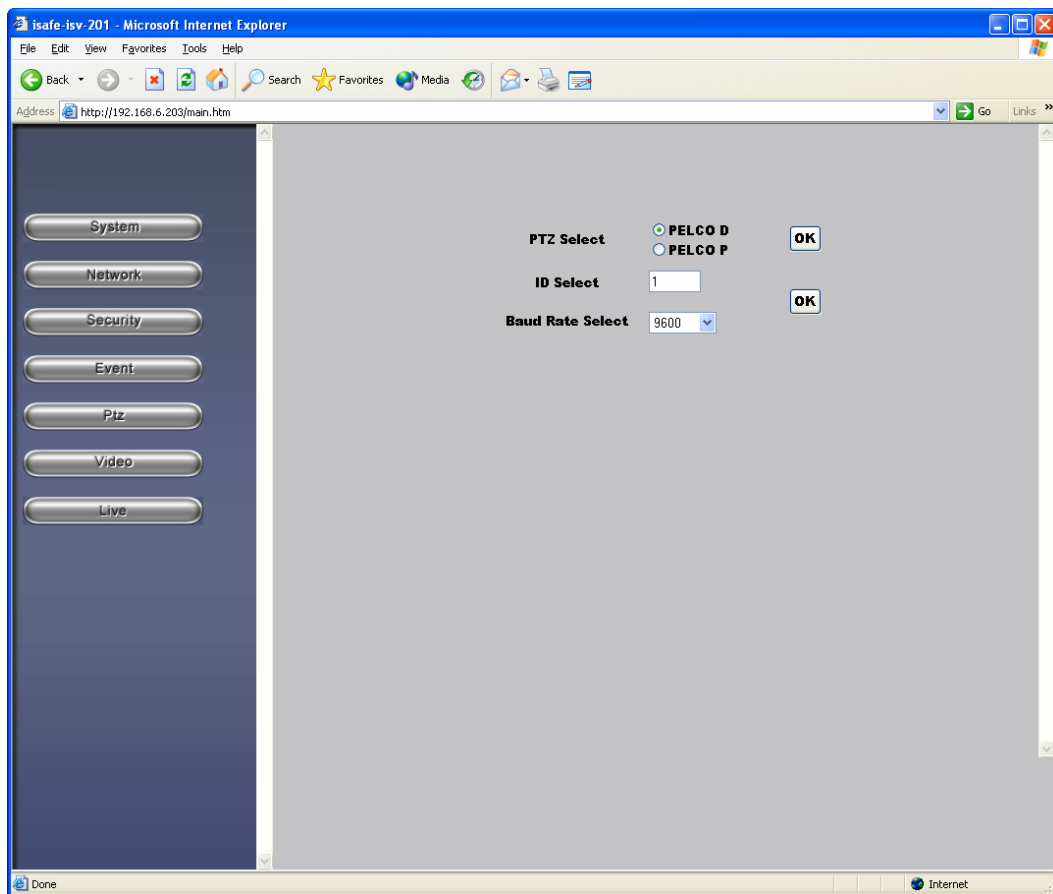 isafe-isv-201 - Microsoft Internet Explorer
File Edit View Favorites Tools Help
Back Search Favorites Media
Address http://192.168.6.203/main.htm Go Links »
System
Network
Security
Event
Ptz
Video
Live
PTZ Select PELCO D OK
PELCO P
ID Select 1
OK
Baud Rate Select 9600
Done Internet